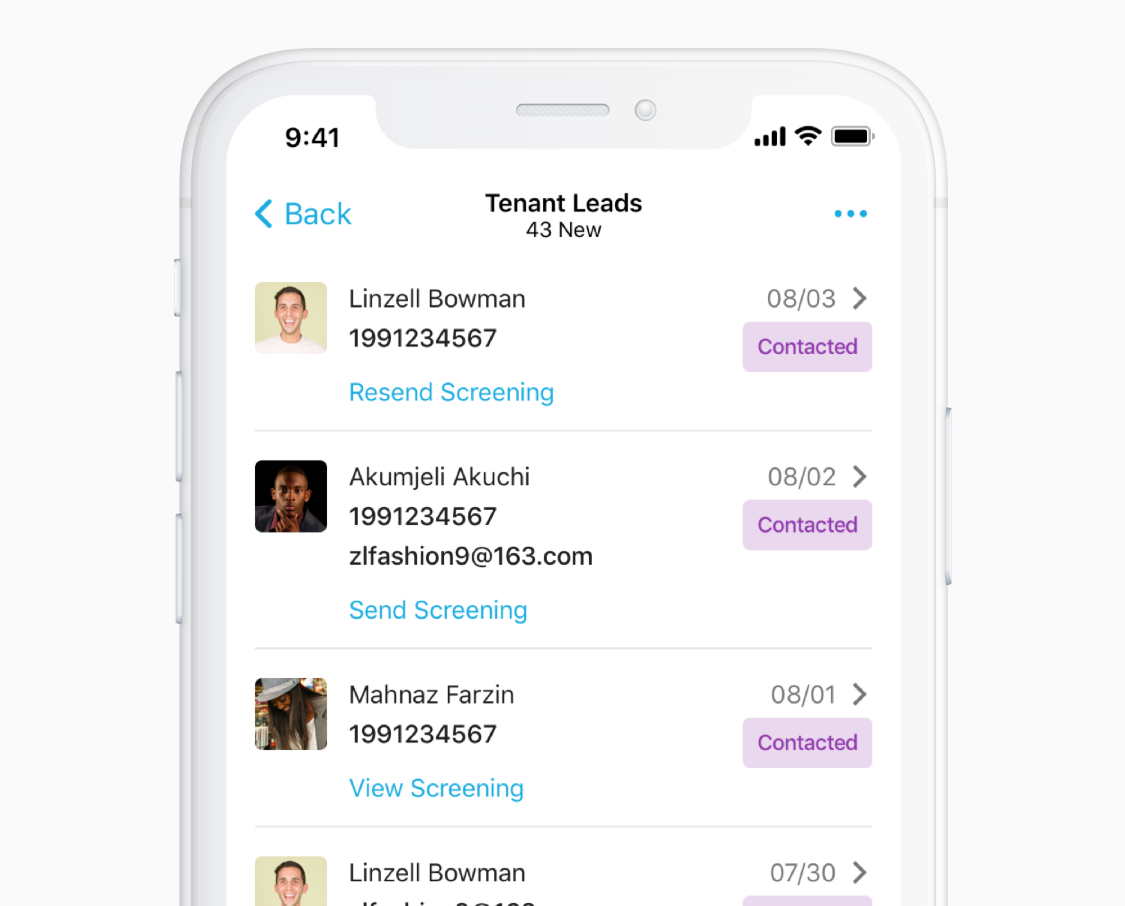 9:41
Back
Tenant Leads
43 New
Linzell Bowman
08/03
1991234567
Contacted
Resend Screening
Akumjeli Akuchi
08/02
1991234567
Contacted
zlfashion9@163.com
Send Screening
Mahnaz Farzin
08/01
1991234567
Contacted
View Screening
Linzell Bowman
07/30